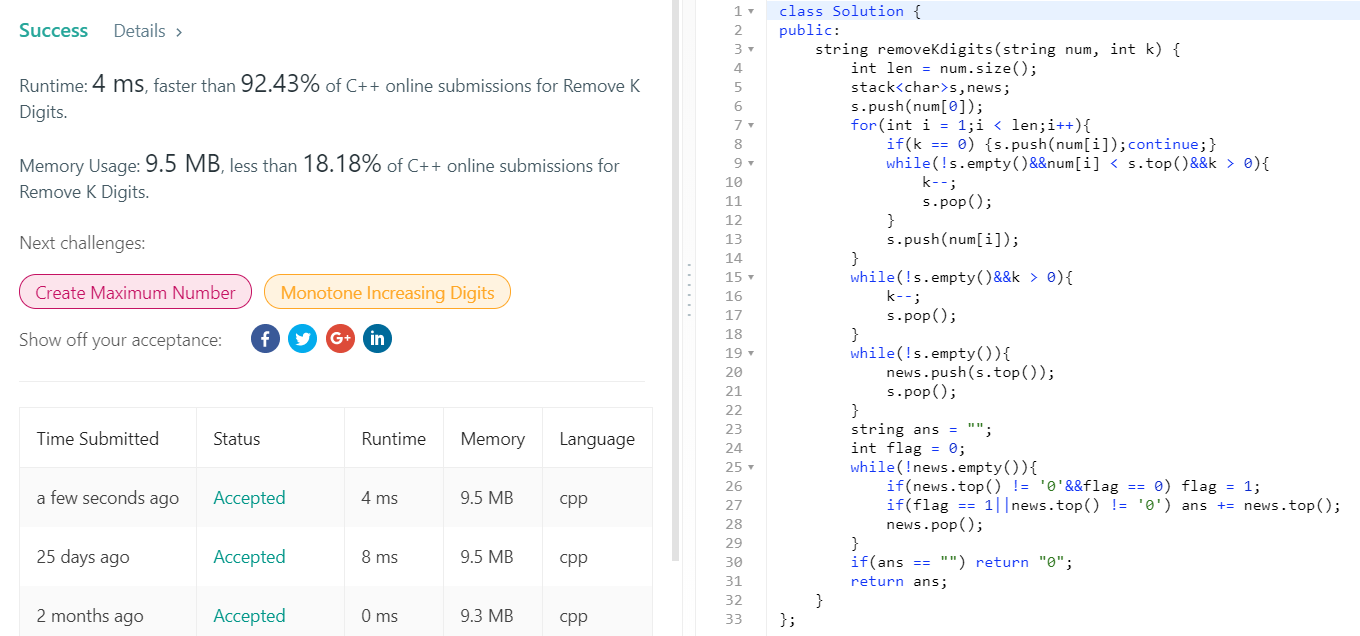 Success Details >
Runtime: 4 ms, faster than 92.43% of C++ online submissions for Remove K
Digits.
Memory Usage: 9.5 MB, less than 18.18% of C++ online submissions for
Remove K Digits.
Next challenges:
Create Maximum Number Monotone Increasing Digits
Show off your acceptance: f G+ in
Time Submitted Status Runtime Memory Language
a few seconds ago Accepted 4 ms 9.5 MB cpp
25 days ago Accepted 8 ms 9.5 MB cpp
2 months ago Accepted 0 ms 9.3 MB cpp
1 class Solution {
2 public:
3     string removeKdigits(string num, int k) {
4         int len = num.size();
5         stack<char>s,news;
6         s.push(num[0]);
7         for(int i = 1;i < len;i++){
8             if(k == 0) {s.push(num[i]);continue;}
9             while(!s.empty()&&num[i] < s.top()&&k > 0){
10                 k--;
11                 s.pop();
12             }
13             s.push(num[i]);
14         }
15         while(!s.empty()&&k > 0){
16             k--;
17             s.pop();
18         }
19         while(!s.empty()){
20             news.push(s.top());
21             s.pop();
22         }
23         string ans = "";
24         int flag = 0;
25         while(!news.empty()){
26             if(news.top() != '0'&&flag == 0) flag = 1;
27             if(flag == 1||news.top() != '0') ans += news.top();
28             news.pop();
29         }
30         if(ans == "") return "0";
31         return ans;
32     }
33 };